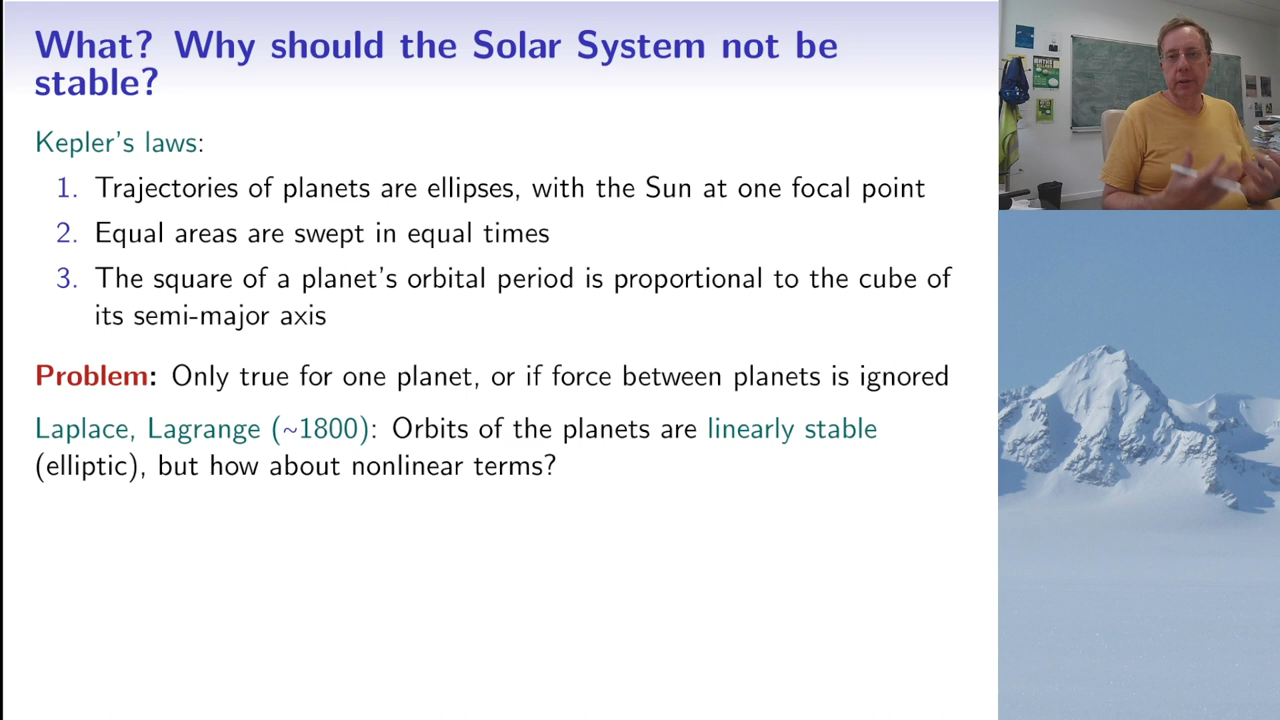 What? Why should the Solar System not be
stable?
Kepler's laws:
1. Trajectories of planets are ellipses, with the Sun at one focal point
2. Equal areas are swept in equal times
3. The square of a planet's orbital period is proportional to the cube of
its semi-major axis
Problem: Only true for one planet, or if force between planets is ignored
Laplace, Lagrange (~1800): Orbits of the planets are linearly stable
(elliptic), but how about nonlinear terms?